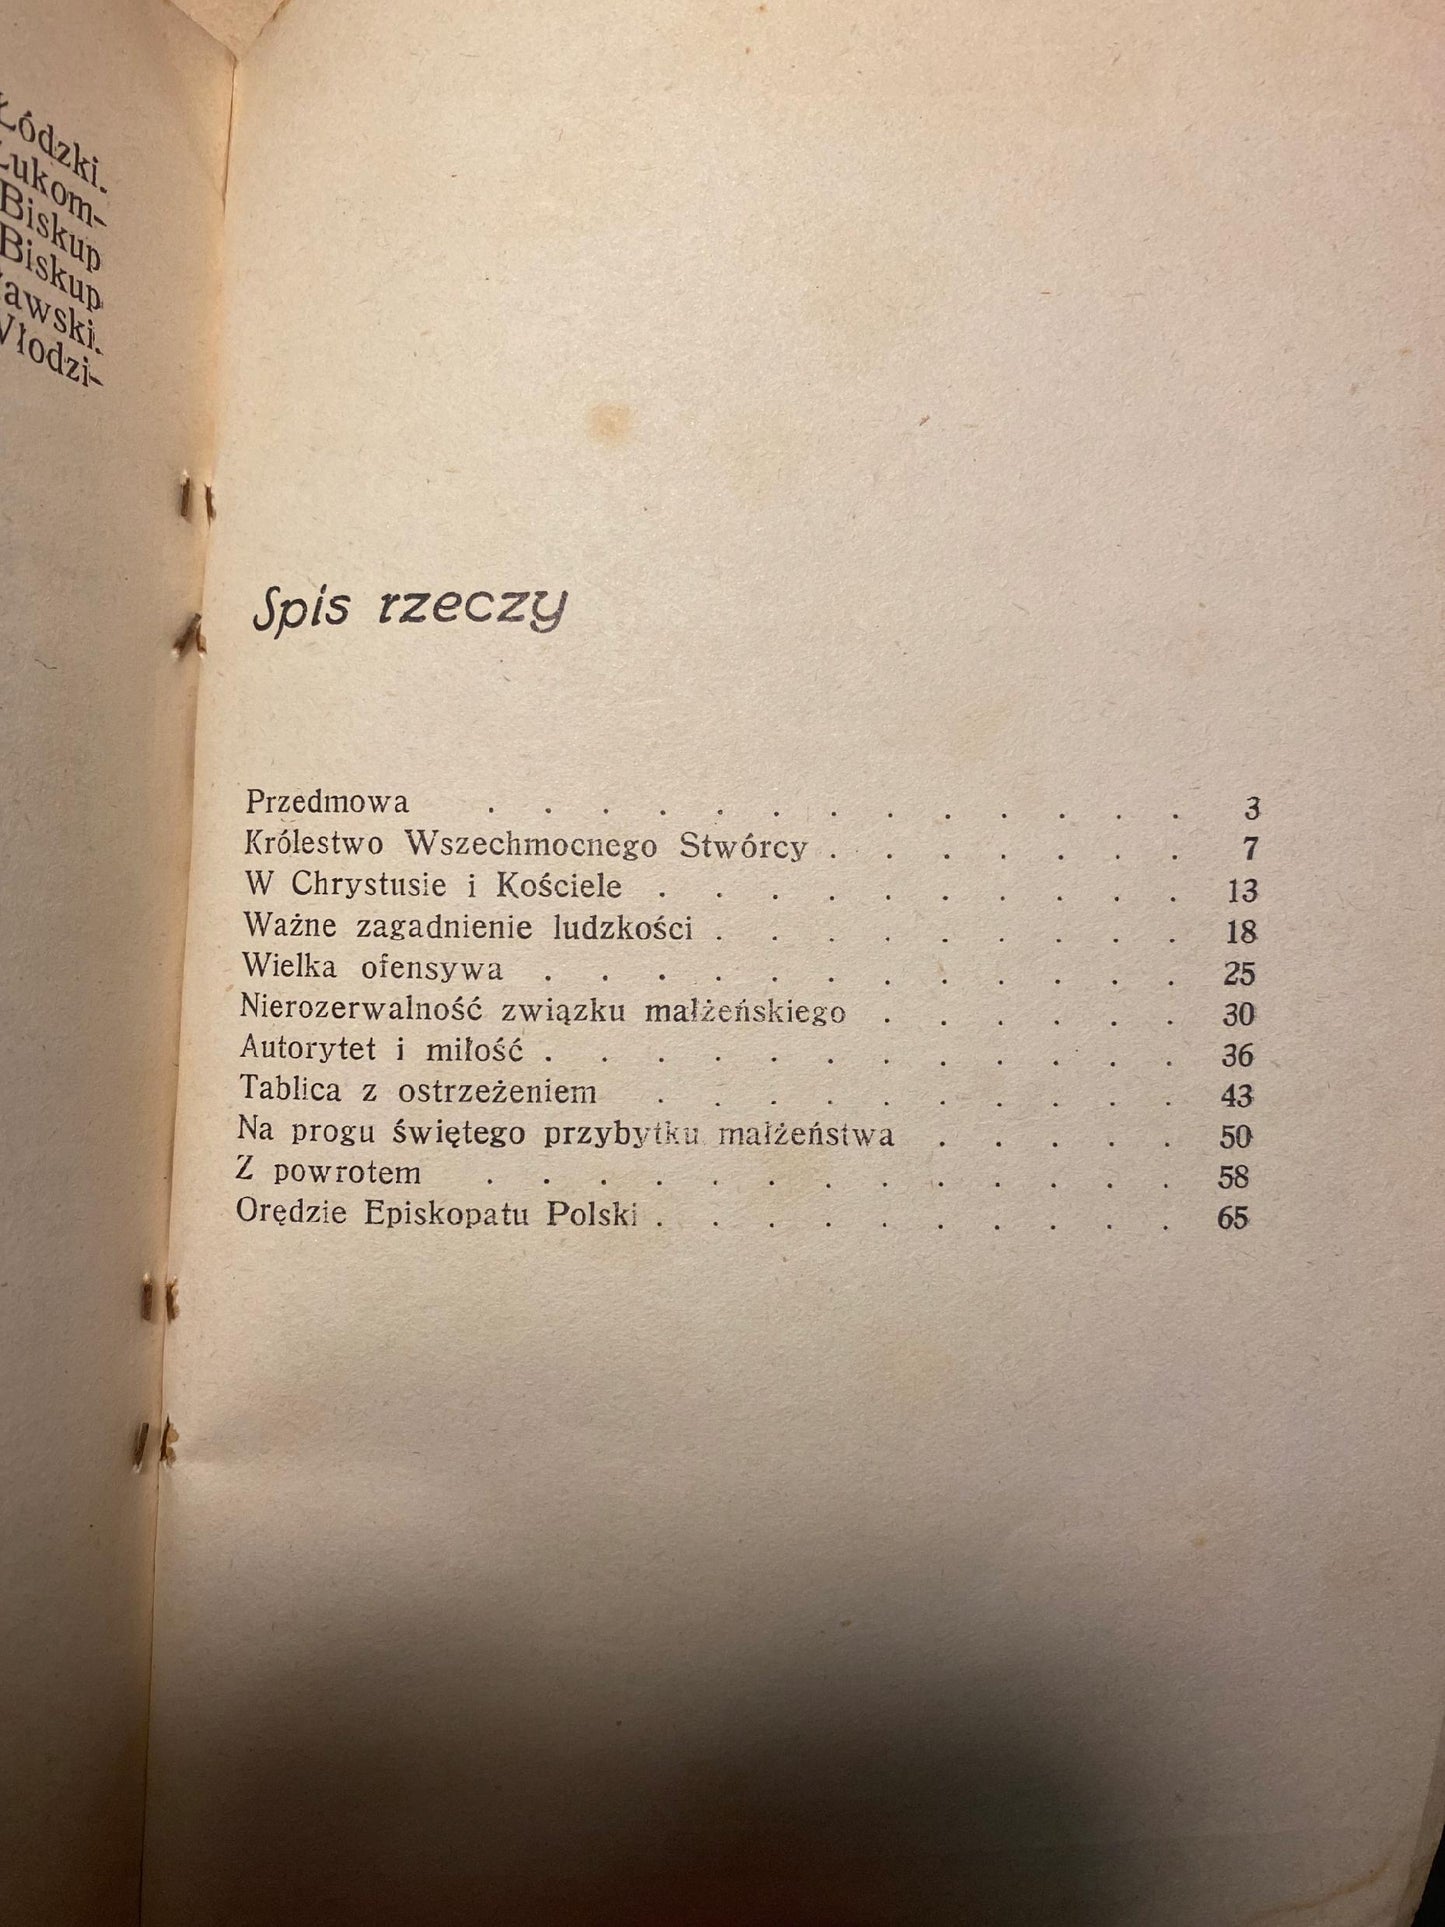 Łódzki.
Łukom-
Biskup
Biskup
Spis rzeczy
Przedmowa . . . . . . . . . . . . . 3
Królestwo Wszechmocnego Stwórcy . . . . . . . 7
W Chrystusie i Kościele . . . . . . . . . . 13
Ważne zagadnienie ludzkości . . . . . . . . . 18
Wielka ofensywa . . . . . . . . . . . . 25
Nierozerwalność związku małżeńskiego . . . . . . 30
Autorytet i miłość . . . . . . . . . . . . 36
Tablica z ostrzeżeniem . . . . . . . . . . 43
Na progu świętego przybytku małżeństwa . . . . . 50
Z powrotem . . . . . . . . . . . . . 58
Orędzie Episkopatu Polski . . . . . . . . . . 65